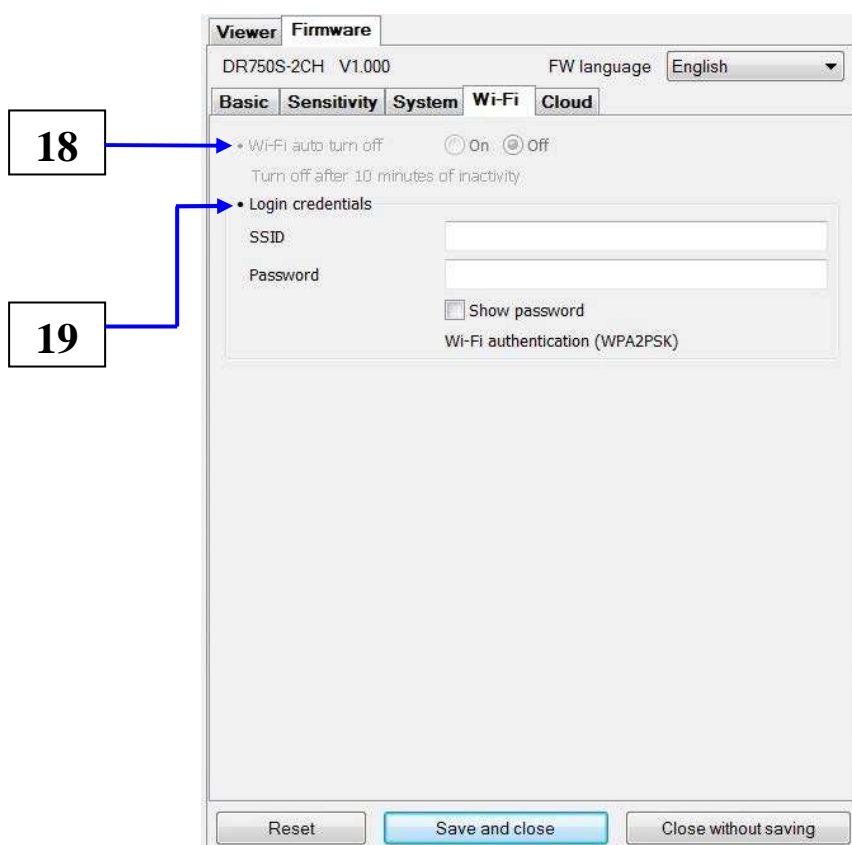 Viewer Firmware
DR750S-2CH V1.000 FW language English
Basic Sensitivity System Wi-Fi Cloud
18 • Wi-Fi auto turn off On Off
Turn off after 10 minutes of inactivity
• Login credentials
SSID
Password
Show password
19
Wi-Fi authentication (WPA2PSK)
Reset Save and close Close without saving